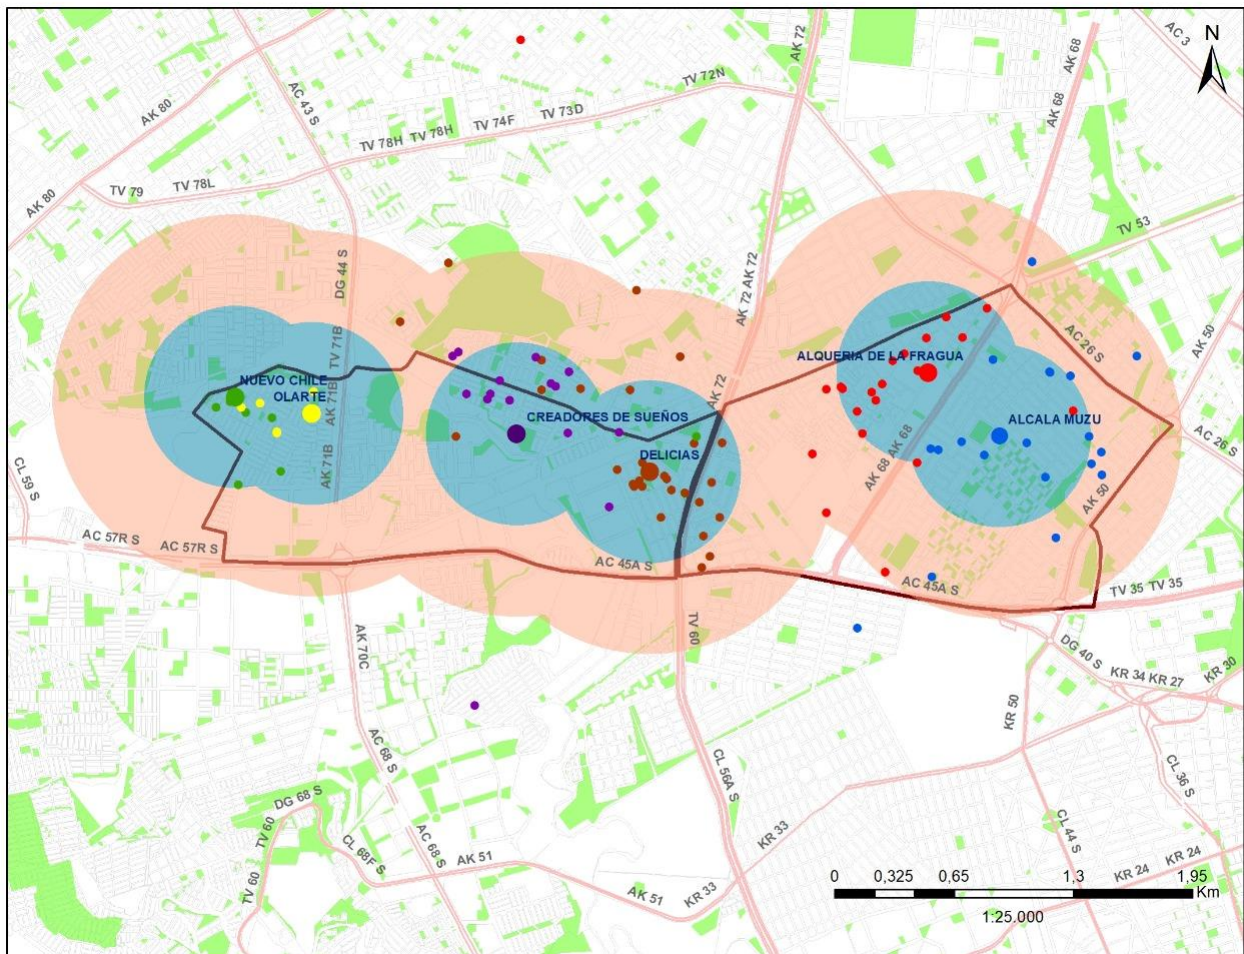 N
AC 3
AK 72
AK 68
AC 43 S
TV 72N
AK 80
TV 73D
TV 74F
TV 78H TV 78H
AK 68
TV 78L
TV 79
AK 80
TV 53
DG 44 S
AK 72 AK 72
AK 50
AC 26 S
TV 71B
ALQUERIA DE LA FRAGUA
NUEVO CHILE
AK 71B
OLARTE
AK 72
CREADORES DE SUEÑOS
ALCALA MUZU
AK 68 AK 68
AC 26 S
DELICIAS
AK 71B
CL 59 S
AK 50
AC 57R S
AC 57R S
AC 45A S
AC 45A S
TV 35 TV 35
TV 60
AK 70C
DG 40 S
KR 34 KR 27
KR 30
KR 50
AC 68 S
CL 56A S
CL 36 S
DG 68 S
TV 60
CL 68F S
AC 68 S
KR 33
CL 44 S
AK 51
KR 24
KR 24
TV 60
AK 51
KR 33
0 0,325 0,65 1,3 1,95
Km
1:25.000